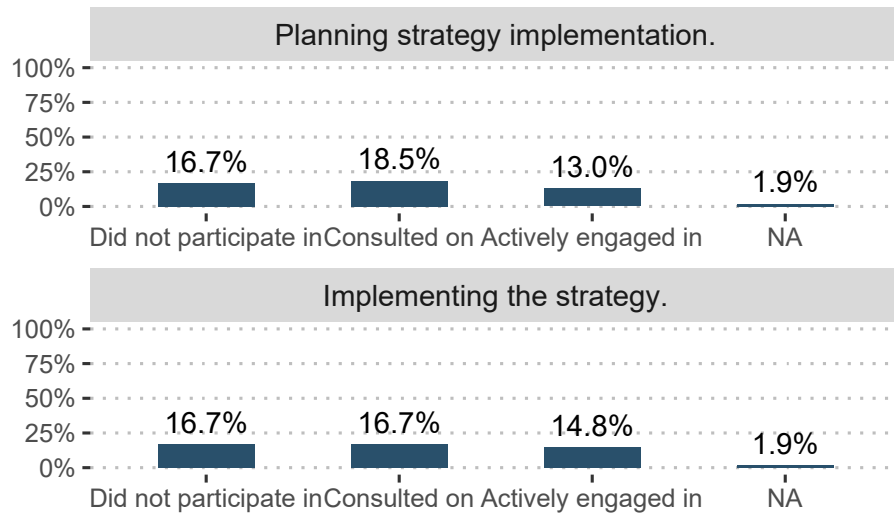 Planning strategy implementation.
100%
75%
50%
25%
0%
16.7% 18.5% 13.0% 1.9%
Did not participate in Consulted on Actively engaged in NA
Implementing the strategy.
100%
75%
50%
25%
0%
16.7% 16.7% 14.8% 1.9%
Did not participate in Consulted on Actively engaged in NA